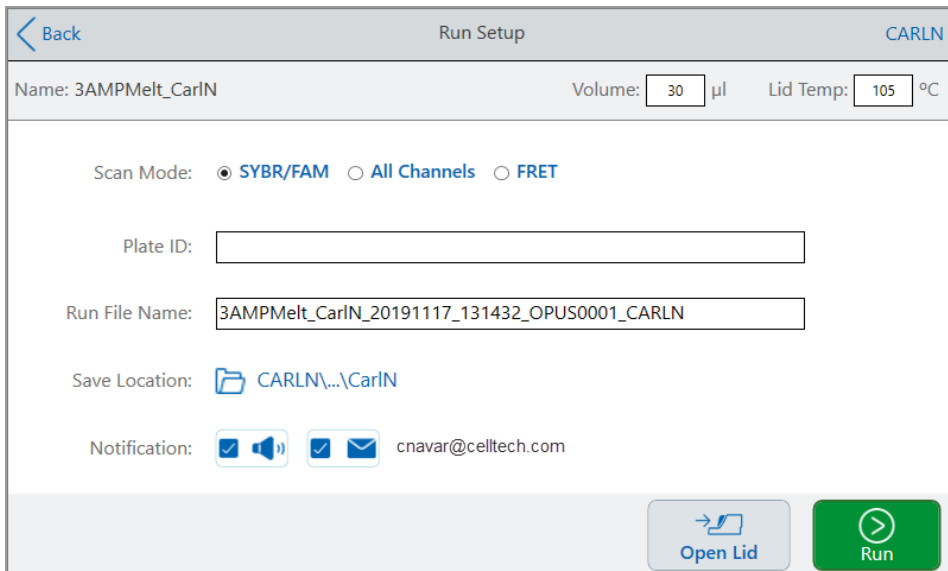 Back Run Setup CARLN
Name: 3AMPMelt_CarlN Volume: 30 µl Lid Temp: 105 ºC
Scan Mode: SYBR/FAM All Channels FRET
Plate ID:
Run File Name: 3AMPMelt_CarlN_20191117_131432_OPUS0001_CARLN
Save Location: CARLN\...\CarlN
Notification: cnavar@celltech.com
Open Lid Run